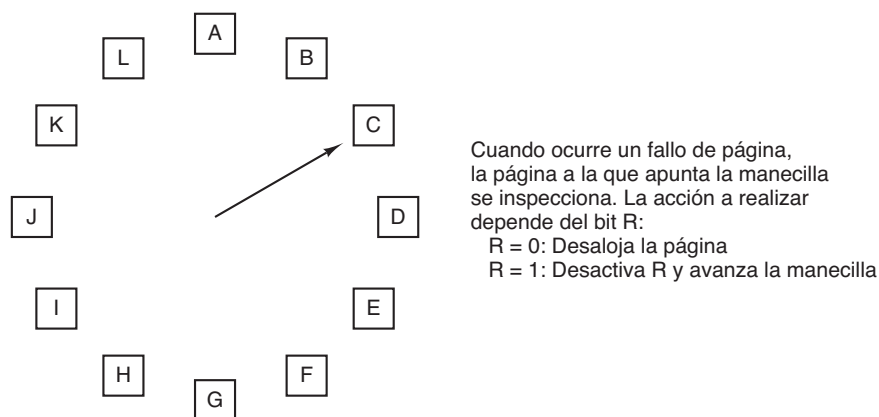 A
B
C
D
E
F
G
H
I
J
K
L
Cuando ocurre un fallo de página,
la página a la que apunta la manecilla
se inspecciona. La acción a realizar
depende del bit R:
R = 0: Desaloja la página
R = 1: Desactiva R y avanza la manecilla